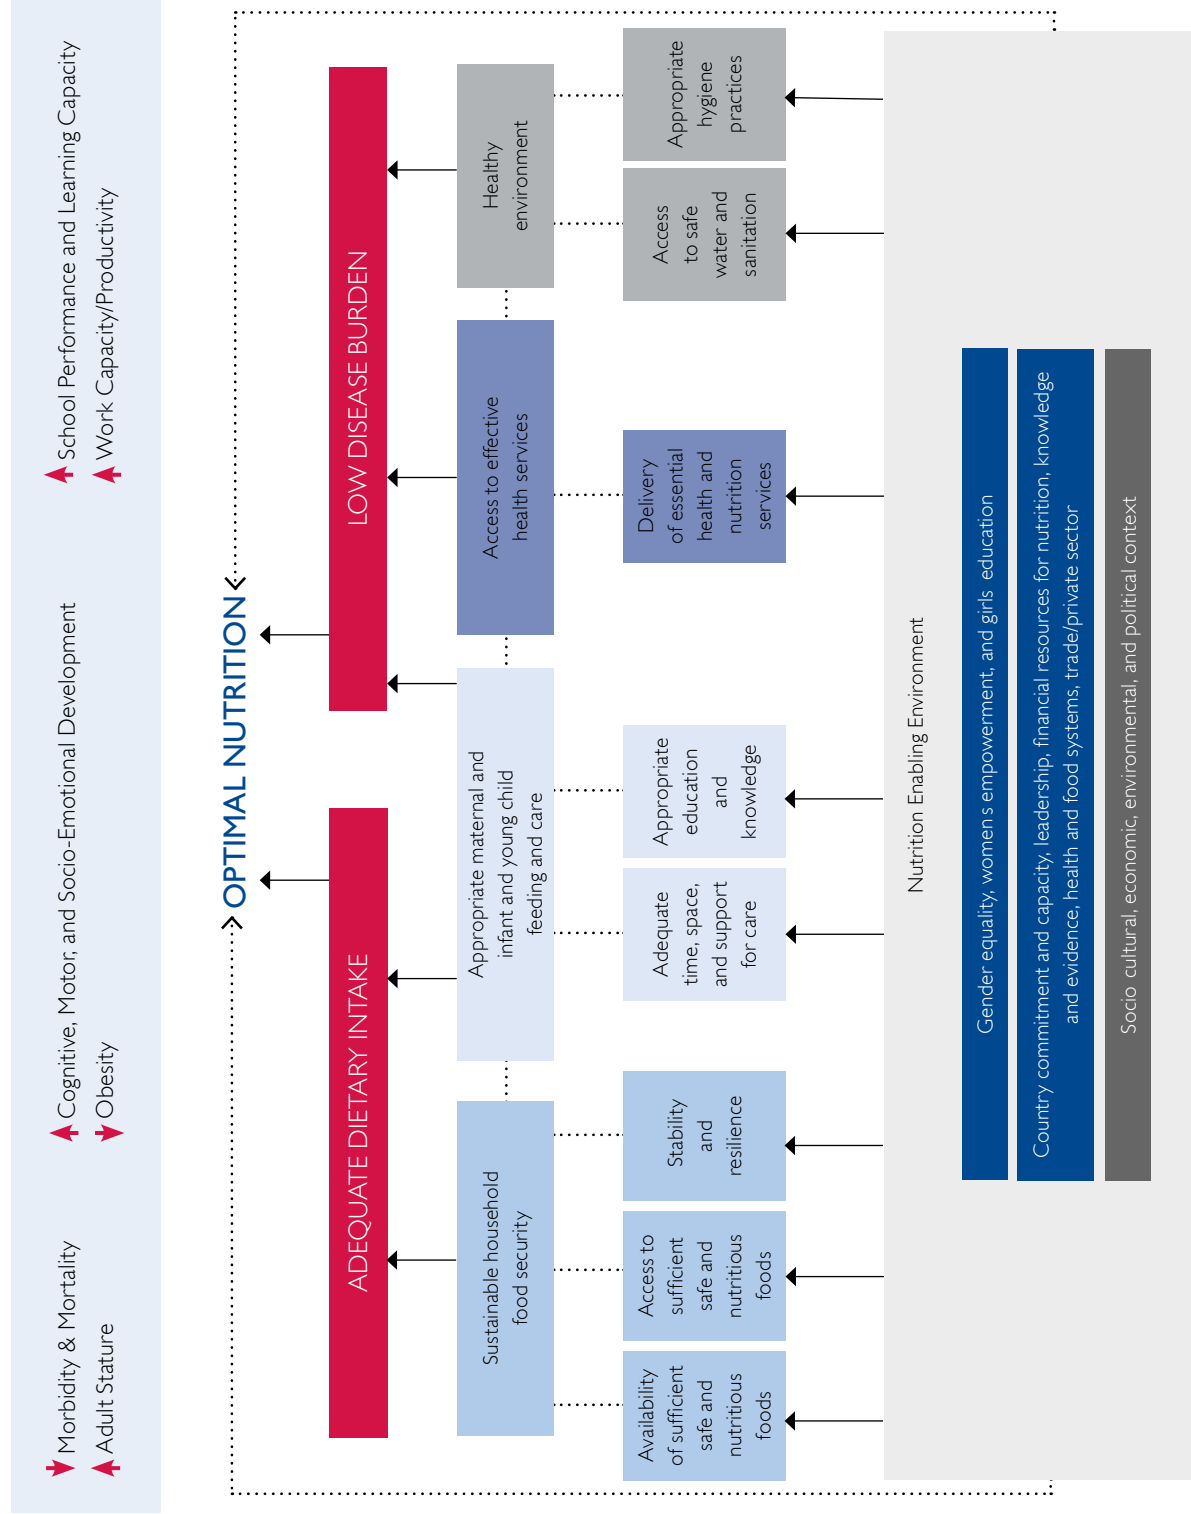 Morbidity & Mortality
Adult Stature
Cognitive, Motor, and Socio-Emotional Development
Obesity
School Performance and Learning Capacity
Work Capacity/Productivity
OPTIMAL NUTRITION
ADEQUATE DIETARY INTAKE
LOW DISEASE BURDEN
Sustainable household
food security
Appropriate maternal and
infant and young child
feeding and care
Access to effective
health services
Healthy
environment
Availability
of sufficient
safe and
nutritious
foods
Access to
sufficient
safe and
nutritious
foods
Stability
and
resilience
Adequate
time, space,
and support
for care
Appropriate
education
and
knowledge
Delivery
of essential
health and
nutrition
services
Access
to safe
water and
sanitation
Appropriate
hygiene
practices
Nutrition Enabling Environment
Gender equality, women s empowerment, and girls education
Country commitment and capacity, leadership, financial resources for nutrition, knowledge
and evidence, health and food systems, trade/private sector
Socio cultural, economic, environmental, and political context